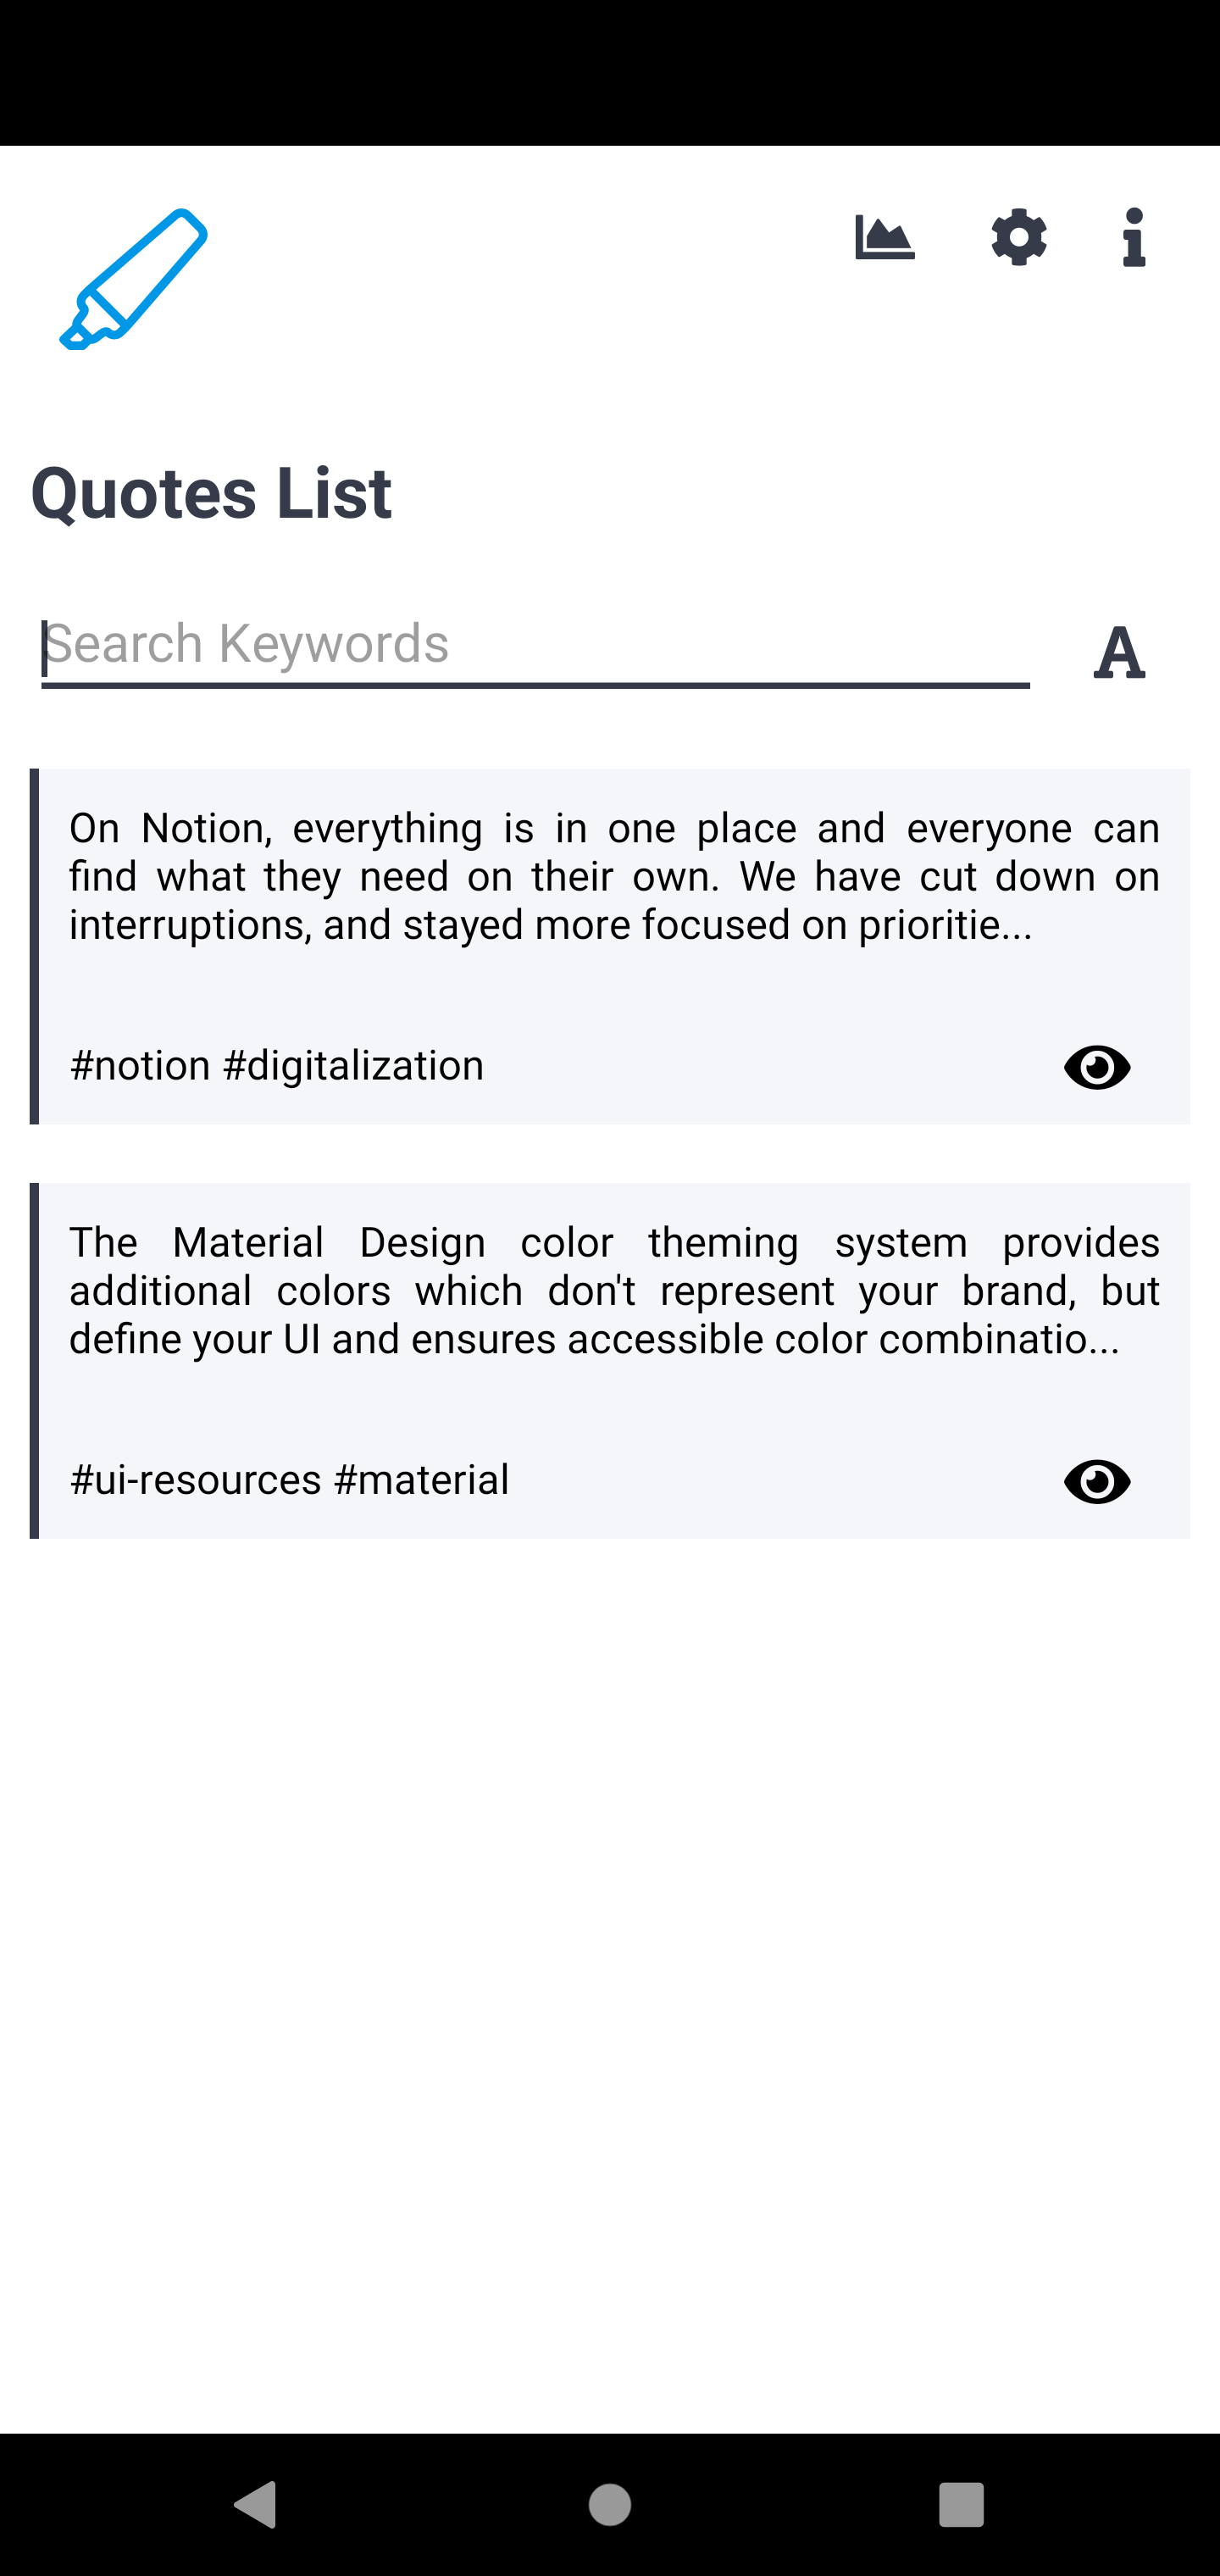 Quotes List
Search Keywords
A
On Notion, everything is in one place and everyone can
find what they need on their own. We have cut down on
interruptions, and stayed more focused on prioritie...
#notion #digitalization
The Material Design color theming system provides
additional colors which don't represent your brand, but
define your UI and ensures accessible color combinatio...
#ui-resources #material